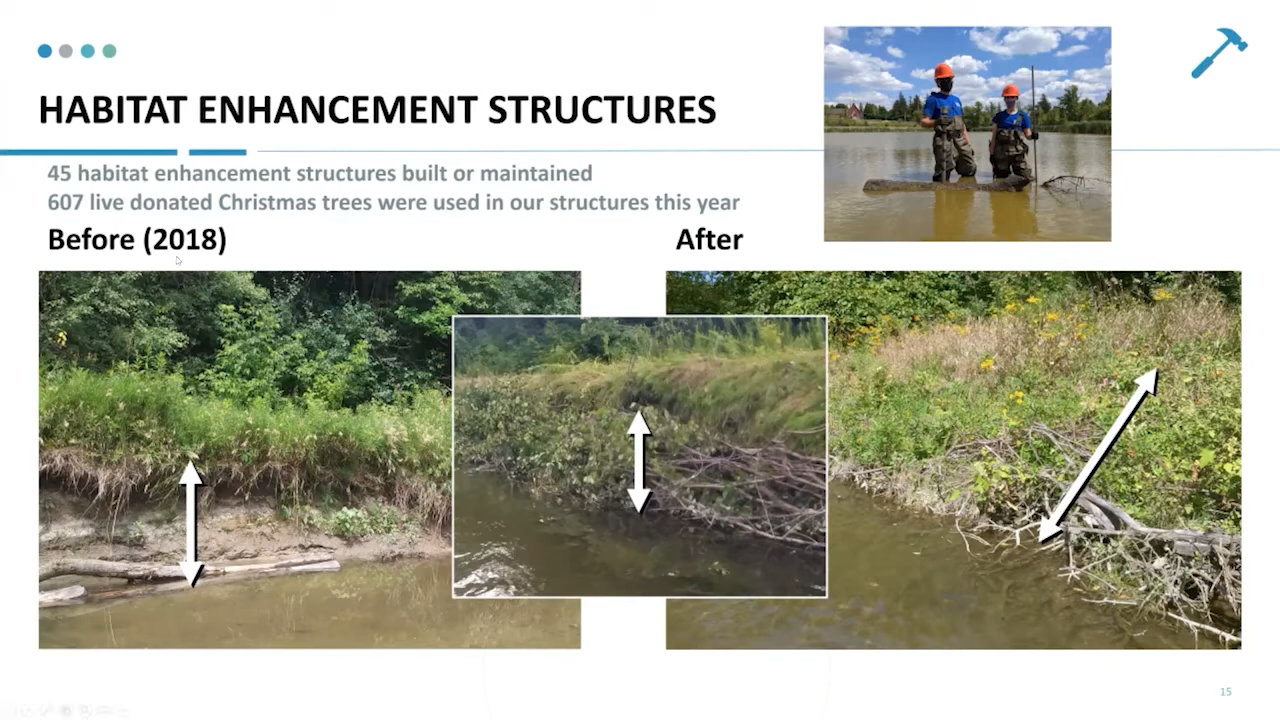 HABITAT ENHANCEMENT STRUCTURES
45 habitat enhancement structures built or maintained
607 live donated Christmas trees were used in our structures this year
Before (2018)
After
15